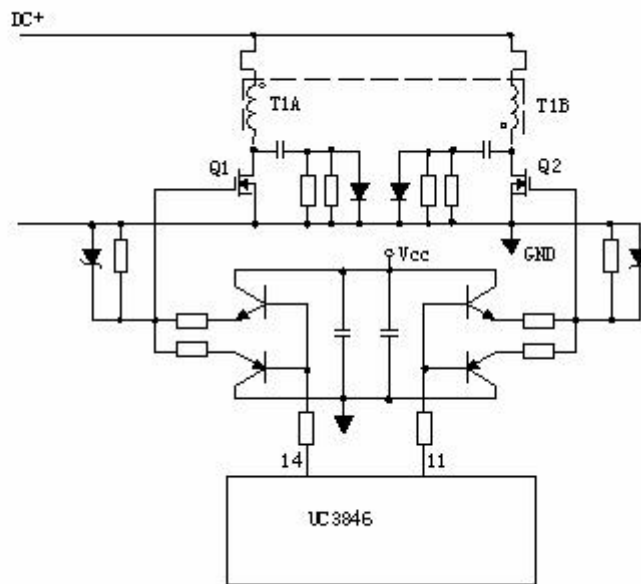 DC+
T1A
T1B
Q1
Q2
GND
Vcc
14
11
UC3846